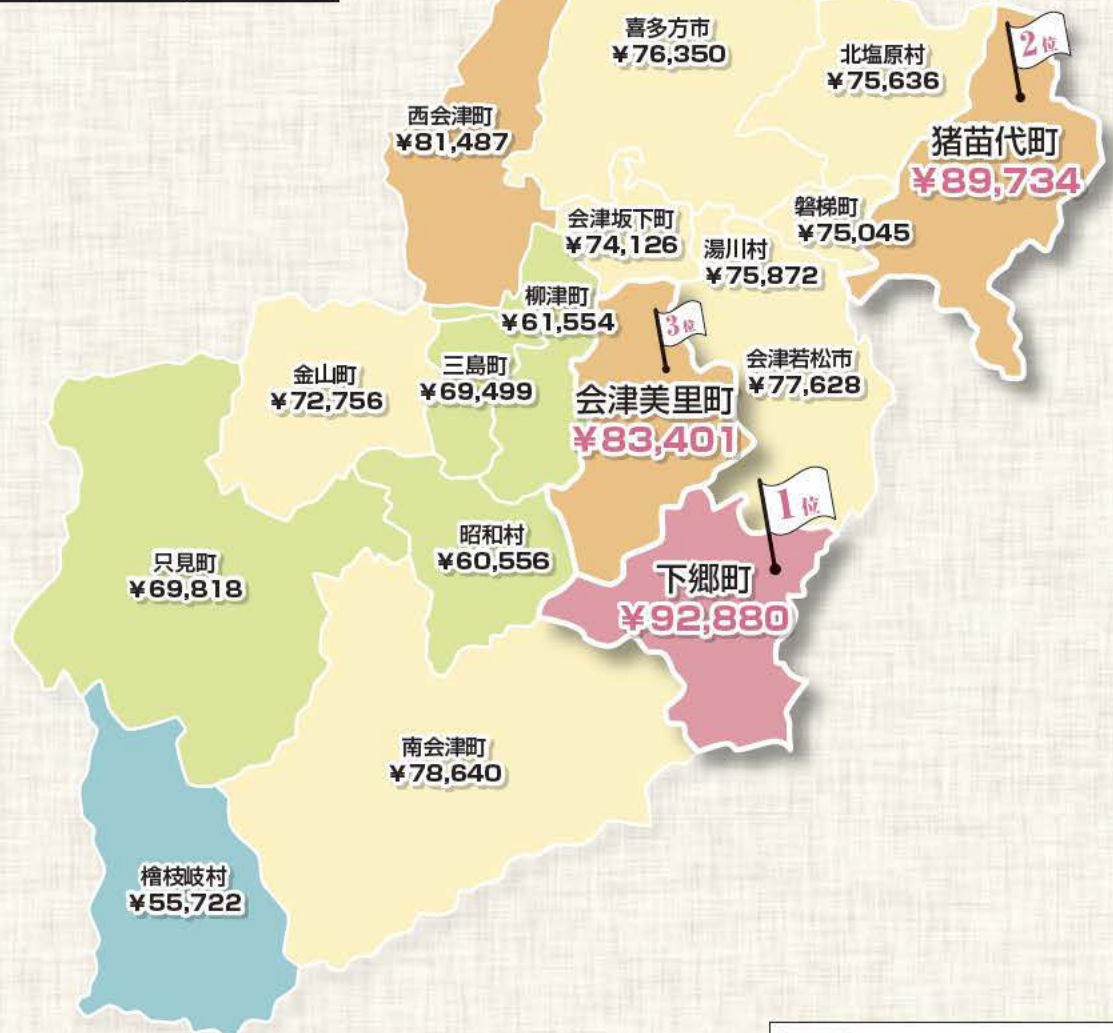 喜多方市
¥76,350
北塩原村
¥75,636
2位
猪苗代町
¥89,734
西会津町
¥81,487
会津坂下町
¥74,126
湯川村
¥75,872
磐梯町
¥75,045
柳津町
¥61,554
3位
会津美里町
¥83,401
会津若松市
¥77,628
金山町
¥72,756
三島町
¥69,499
1位
下郷町
¥92,880
昭和村
¥60,556
只見町
¥69,818
南会津町
¥78,640
檜枝岐村
¥55,722